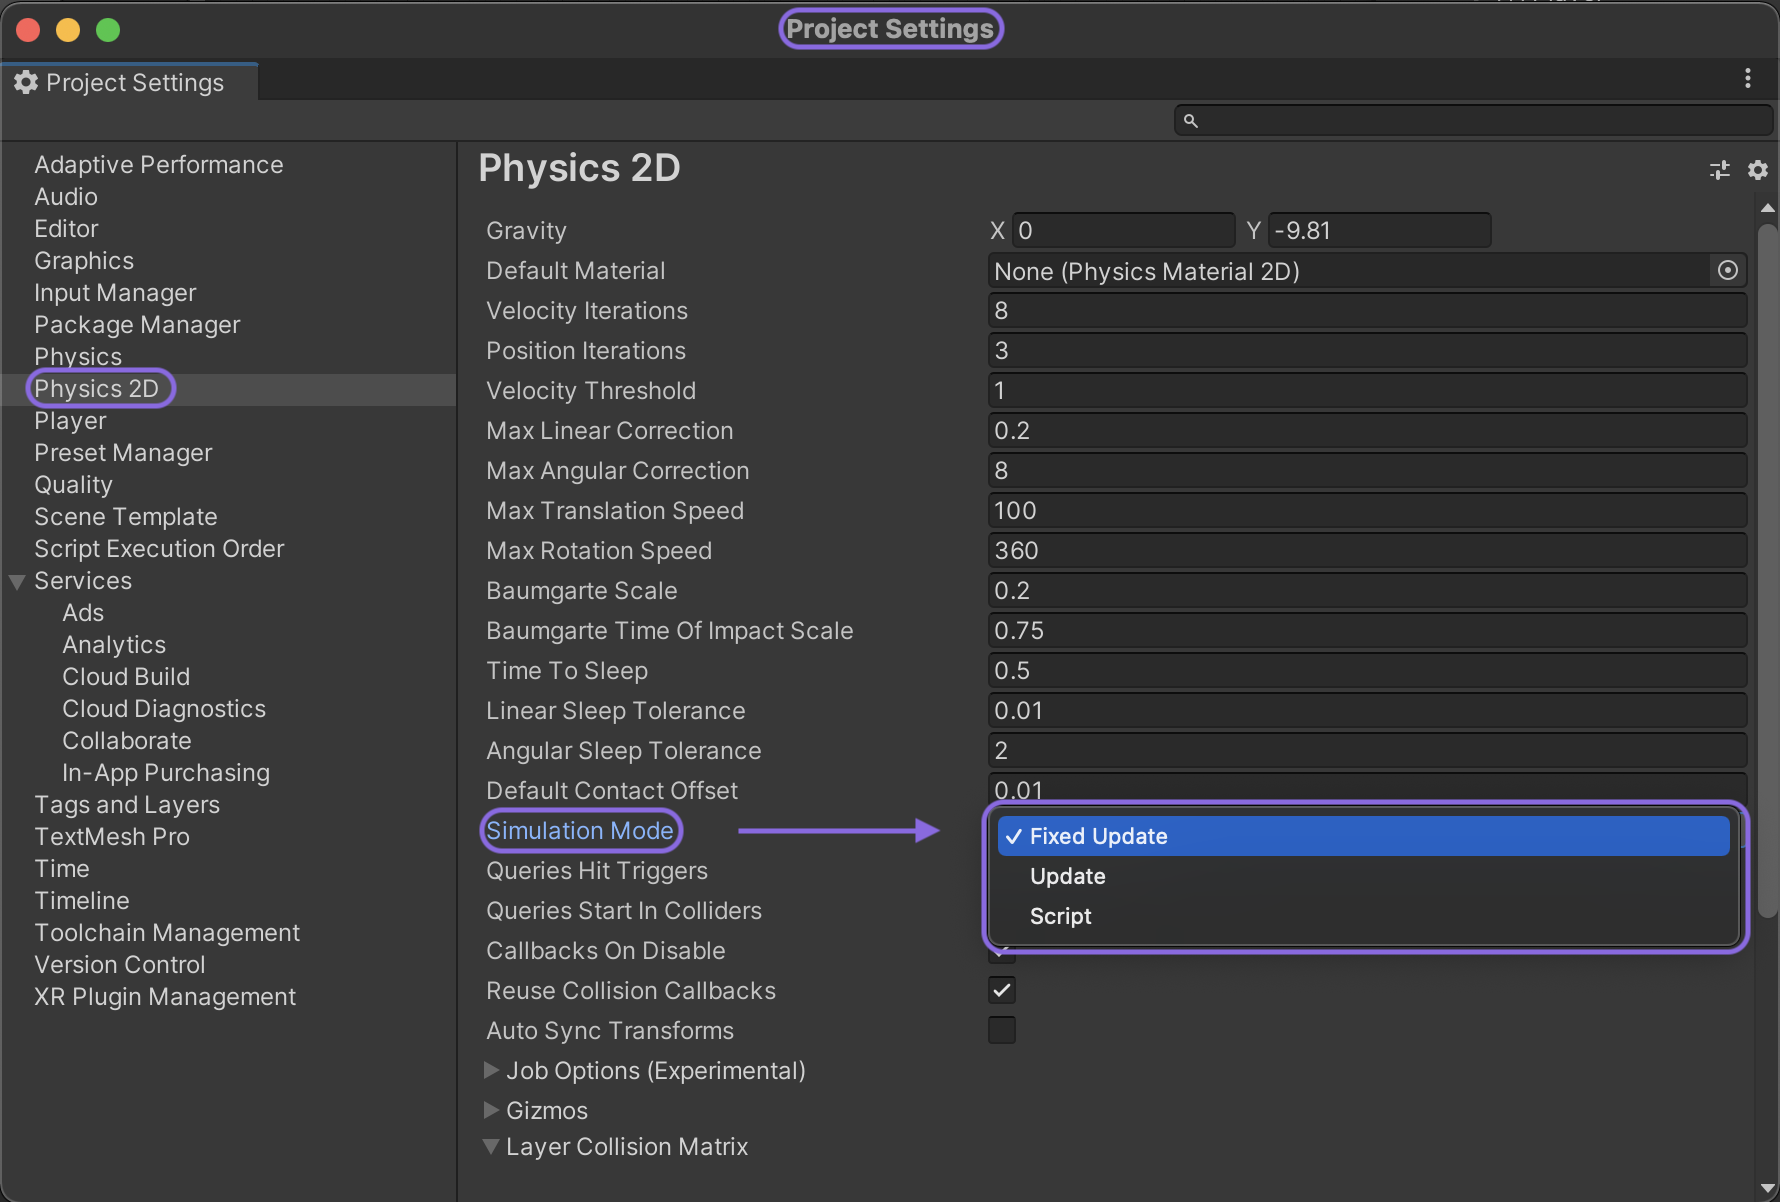 Project Settings
Project Settings
Adaptive Performance
Audio
Editor
Graphics
Input Manager
Package Manager
Physics
Physics 2D
Player
Preset Manager
Quality
Scene Template
Script Execution Order
Services
Ads
Analytics
Cloud Build
Cloud Diagnostics
Collaborate
In-App Purchasing
Tags and Layers
TextMesh Pro
Time
Timeline
Toolchain Management
Version Control
XR Plugin Management
Physics 2D
Gravity X 0 Y -9.81
Default Material None (Physics Material 2D)
Velocity Iterations 8
Position Iterations 3
Velocity Threshold 1
Max Linear Correction 0.2
Max Angular Correction 8
Max Translation Speed 100
Max Rotation Speed 360
Baumgarte Scale 0.2
Baumgarte Time Of Impact Scale 0.75
Time To Sleep 0.5
Linear Sleep Tolerance 0.01
Angular Sleep Tolerance 2
Default Contact Offset 0.01
Simulation Mode Fixed Update
Update
Script
Queries Hit Triggers
Queries Start In Colliders
Callbacks On Disable
Reuse Collision Callbacks
Auto Sync Transforms
Job Options (Experimental)
Gizmos
Layer Collision Matrix